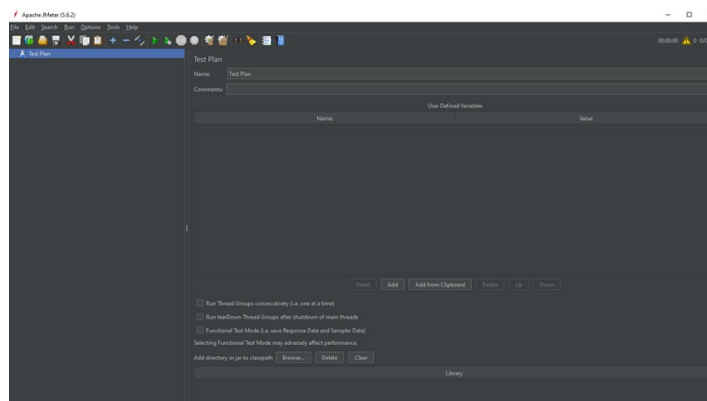 Apache JMeter (5.6.2)
File Edit Search Run Options Tools Help
00:00:00 0 0/0
Test Plan
Test Plan
Name: Test Plan
Comments:
User Defined Variables
Name: Value
Detail Add Add from Clipboard Delete Up Down
Run Thread Groups consecutively (i.e. one at a time)
Run tearDown Thread Groups after shutdown of main threads
Functional Test Mode (i.e. save Response Data and Sampler Data)
Selecting Functional Test Mode may adversely affect performance.
Add directory or jar to classpath Browse... Delete Clear
Library